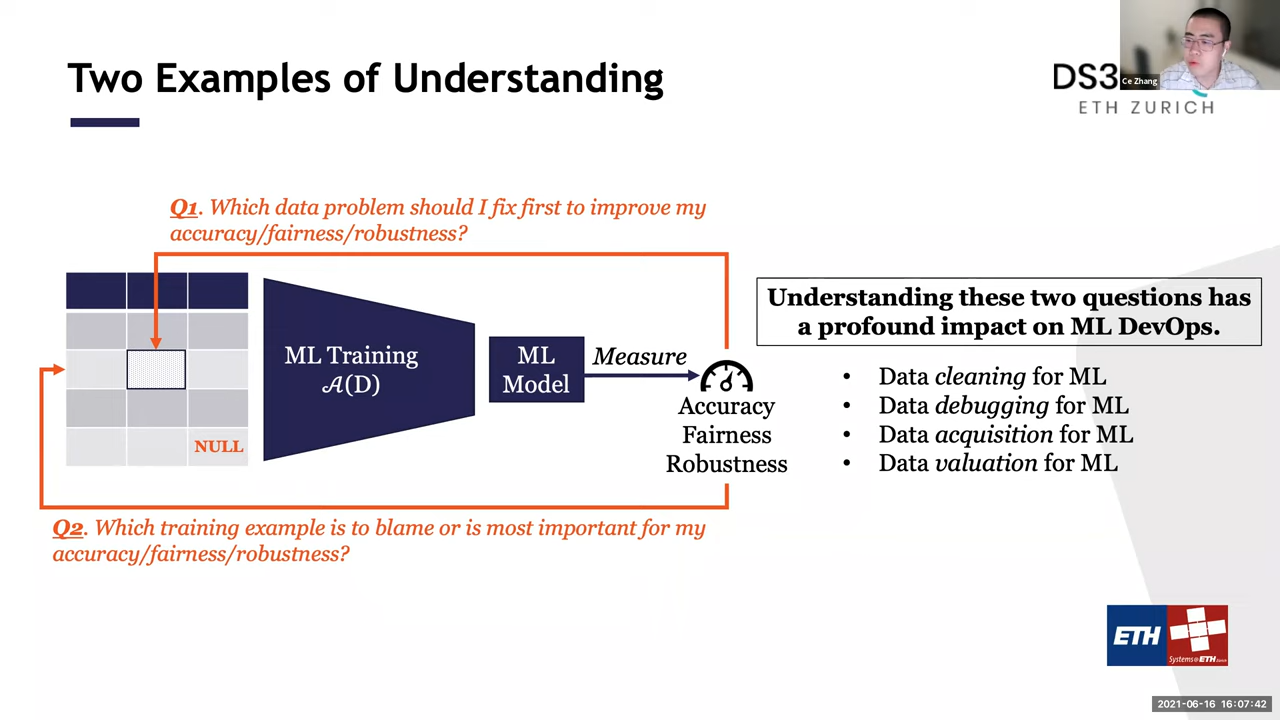 Two Examples of Understanding
DS3
Ce Zhang
ETH ZURICH
Q1. Which data problem should I fix first to improve my
accuracy/fairness/robustness?
NULL
ML Training
𝒜(D)
ML
Model
Measure
Accuracy
Fairness
Robustness
Understanding these two questions has
a profound impact on ML DevOps.
• Data cleaning for ML
• Data debugging for ML
• Data acquisition for ML
• Data valuation for ML
Q2. Which training example is to blame or is most important for my
accuracy/fairness/robustness?
ETH
Systems@ETH
2021-06-16 16:07:42